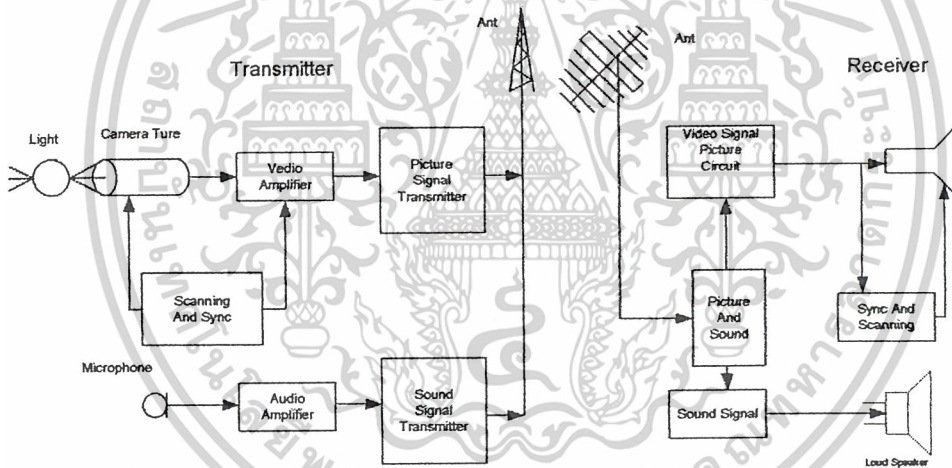 Ant
Ant
Transmitter
Receiver
Light
Camera Ture
Vedio
Amplifier
Picture
Signal
Transmitter
Video Signal
Picture
Circuit
Scanning
And Sync
Picture
And
Sound
Sync And
Scanning
Microphone
Audio
Amplifier
Sound
Signal
Transmitter
Sound Signal
Loud Speaker